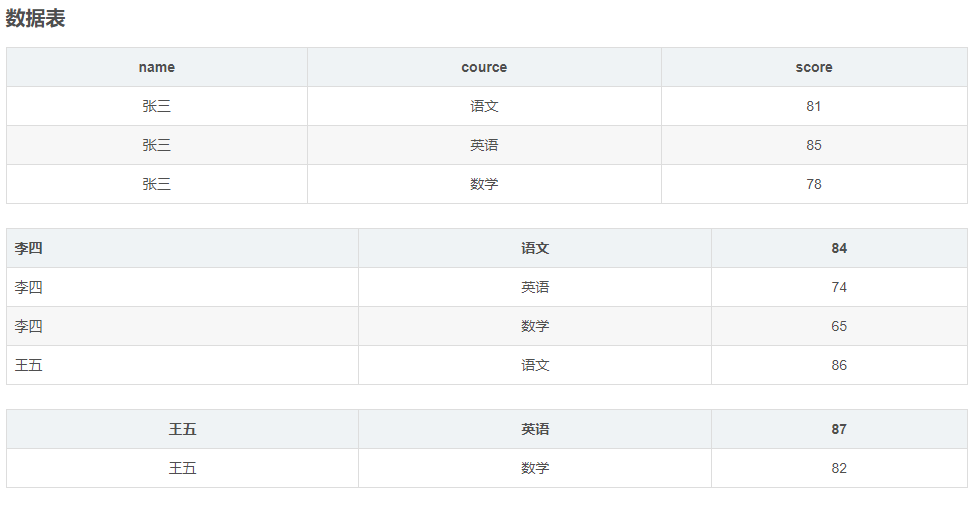 数据表
name cource score
张三 语文 81
张三 英语 85
张三 数学 78
李四 语文 84
李四 英语 74
李四 数学 65
王五 语文 86
王五 英语 87
王五 数学 82